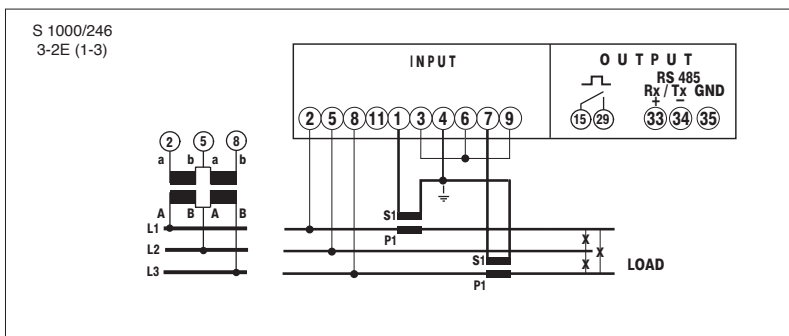 S 1000/246
3-2E (1-3)
INPUT
OUTPUT
RS 485
Rx / Tx GND
+ −
2 5 8 11 1 3 4 6 7 9
15 29 33 34 35
2 5 8
a b a b
A B A B
L1
L2
L3
S1
P1
S1
P1
X
X
X
LOAD